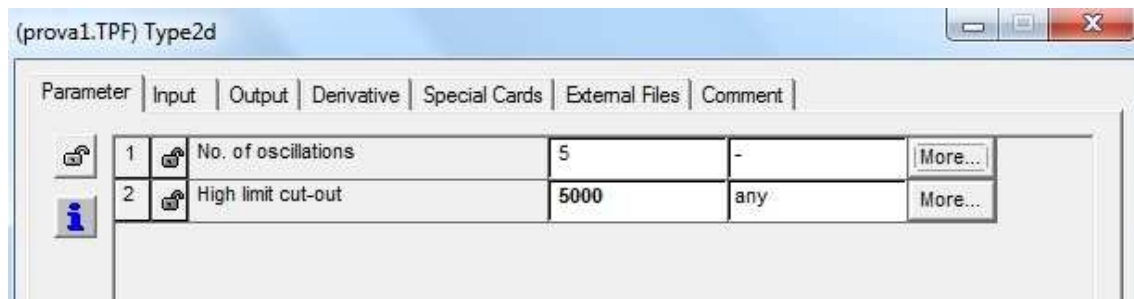 (prova1.TPF) Type2d
Parameter Input Output Derivative Special Cards External Files Comment
1 No. of oscillations 5 - More...
2 High limit cut-out 5000 any More...